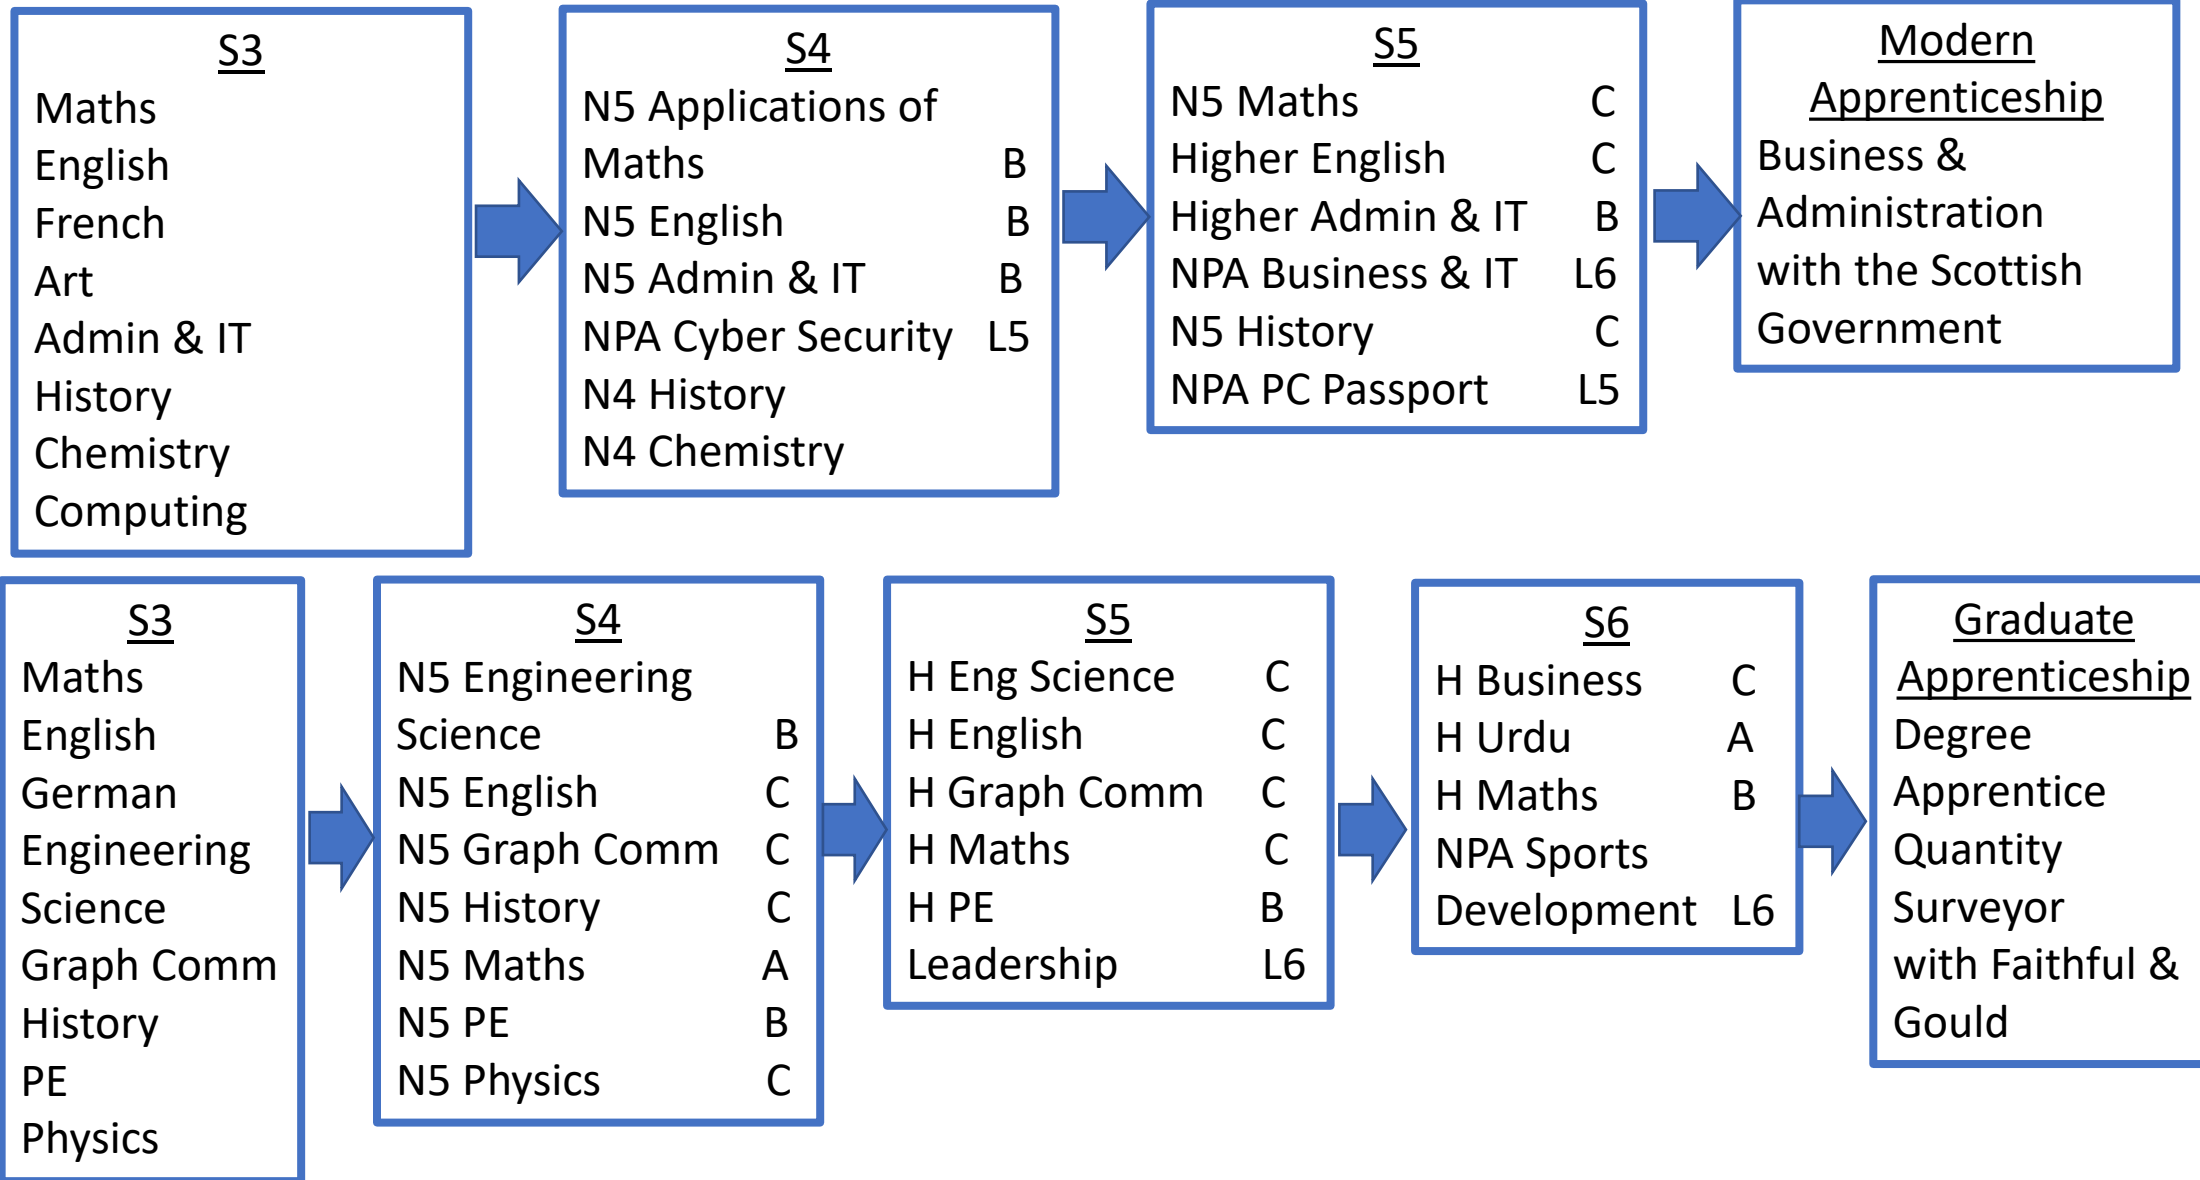 S3
Maths
English
French
Art
Admin & IT
History
Chemistry
Computing
S4
N5 Applications of
Maths B
N5 English B
N5 Admin & IT B
NPA Cyber Security L5
N4 History
N4 Chemistry
S5
N5 Maths C
Higher English C
Higher Admin & IT B
NPA Business & IT L6
N5 History C
NPA PC Passport L5
Modern
Apprenticeship
Business &
Administration
with the Scottish
Government
S3
Maths
English
German
Engineering
Science
Graph Comm
History
PE
Physics
S4
N5 Engineering
Science B
N5 English C
N5 Graph Comm C
N5 History C
N5 Maths A
N5 PE B
N5 Physics C
S5
H Eng Science C
H English C
H Graph Comm C
H Maths C
H PE B
Leadership L6
S6
H Business C
H Urdu A
H Maths B
NPA Sports
Development L6
Graduate
Apprenticeship
Degree
Apprentice
Quantity
Surveyor
with Faithful &
Gould